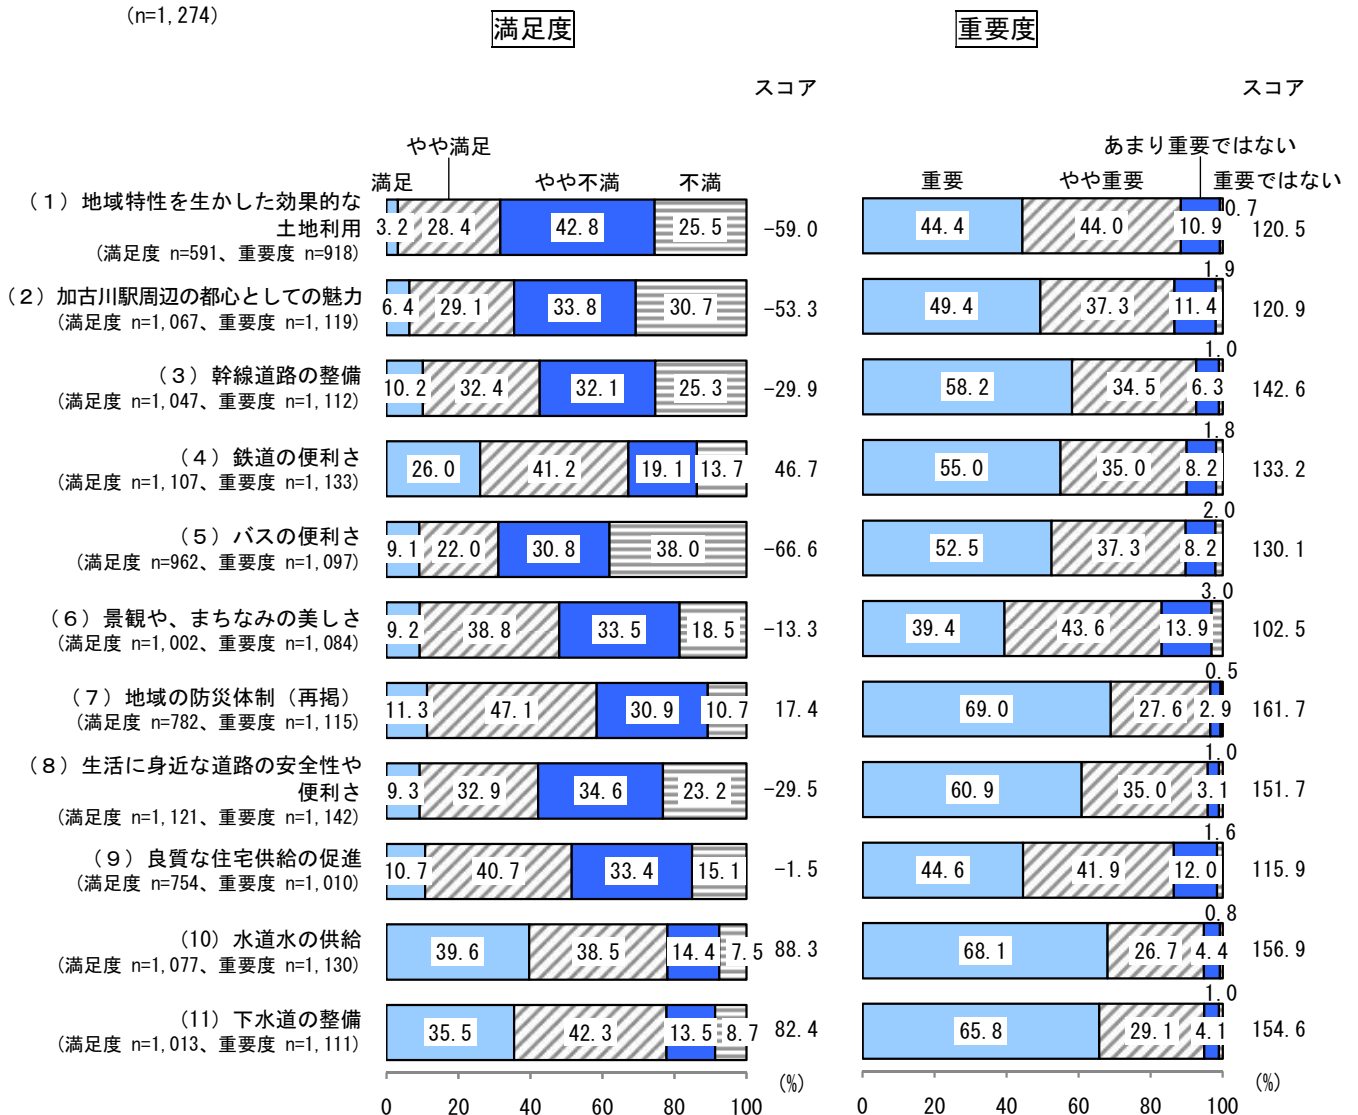 (n=1,274)
満足度
重要度
スコア
スコア
やや満足
あまり重要ではない
満足
やや不満
不満
重要
やや重要
重要ではない
（１）地域特性を生かした効果的な
土地利用
(満足度 n=591、重要度 n=918)
3.2 28.4 42.8 25.5 -59.0
44.4 44.0 10.9 0.7 120.5
（２）加古川駅周辺の都心としての魅力
(満足度 n=1,067、重要度 n=1,119)
6.4 29.1 33.8 30.7 -53.3
49.4 37.3 11.4 1.9 120.9
（３）幹線道路の整備
(満足度 n=1,047、重要度 n=1,112)
10.2 32.4 32.1 25.3 -29.9
58.2 34.5 6.3 1.0 142.6
（４）鉄道の便利さ
(満足度 n=1,107、重要度 n=1,133)
26.0 41.2 19.1 13.7 46.7
55.0 35.0 8.2 1.8 133.2
（５）バスの便利さ
(満足度 n=962、重要度 n=1,097)
9.1 22.0 30.8 38.0 -66.6
52.5 37.3 8.2 2.0 130.1
（６）景観や、まちなみの美しさ
(満足度 n=1,002、重要度 n=1,084)
9.2 38.8 33.5 18.5 -13.3
39.4 43.6 13.9 3.0 102.5
（７）地域の防災体制（再掲）
(満足度 n=782、重要度 n=1,115)
11.3 47.1 30.9 10.7 17.4
69.0 27.6 2.9 0.5 161.7
（８）生活に身近な道路の安全性や
便利さ
(満足度 n=1,121、重要度 n=1,142)
9.3 32.9 34.6 23.2 -29.5
60.9 35.0 3.1 1.0 151.7
（９）良質な住宅供給の促進
(満足度 n=754、重要度 n=1,010)
10.7 40.7 33.4 15.1 -1.5
44.6 41.9 12.0 1.6 115.9
(10) 水道水の供給
(満足度 n=1,077、重要度 n=1,130)
39.6 38.5 14.4 7.5 88.3
68.1 26.7 4.4 0.8 156.9
(11) 下水道の整備
(満足度 n=1,013、重要度 n=1,111)
35.5 42.3 13.5 8.7 82.4
65.8 29.1 4.1 1.0 154.6
0 20 40 60 80 100 (%)
0 20 40 60 80 100 (%)